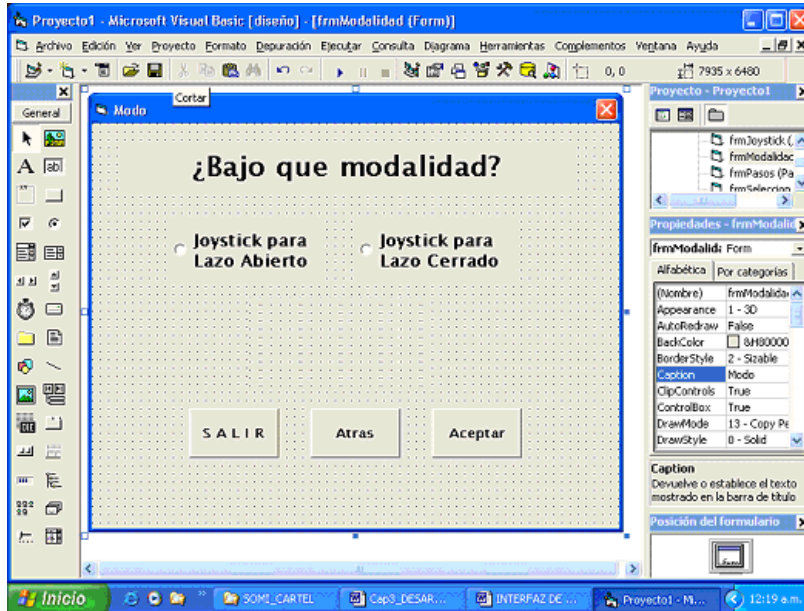 Proyecto1 - Microsoft Visual Basic [diseño] - [frmModalidad (Form)]
Archivo Edición Ver Proyecto Formato Depuración Ejecutar Consulta Diagrama Herramientas Complementos Ventana Ayuda
0, 0 7935 x 6480
Cortar
General
Modo
¿Bajo que modalidad?
Joystick para
Lazo Abierto
Joystick para
Lazo Cerrado
S A L I R Atras Aceptar
Proyecto - Proyecto1
frmJoystick (.
frmModalidac
frmPasos (Pa
frmSeleccion
Propiedades - frmModalid
frmModalida Form
Alfabética Por categorías
(Nombre) frmModalida
Appearance 1 - 3D
AutoRedraw False
BackColor &H80000
BorderStyle 2 - Sizable
Caption Modo
ClipControls True
ControlBox True
DrawMode 13 - Copy Pe
DrawStyle 0 - Solid
Caption
Devuelve o establece el texto
mostrado en la barra de título
Posición del formulario
Inicio SOMI_CARTEL Cap3_DESAR... INTERFAZ DE ... Proyecto1 - Mi... 12:19 a.m.